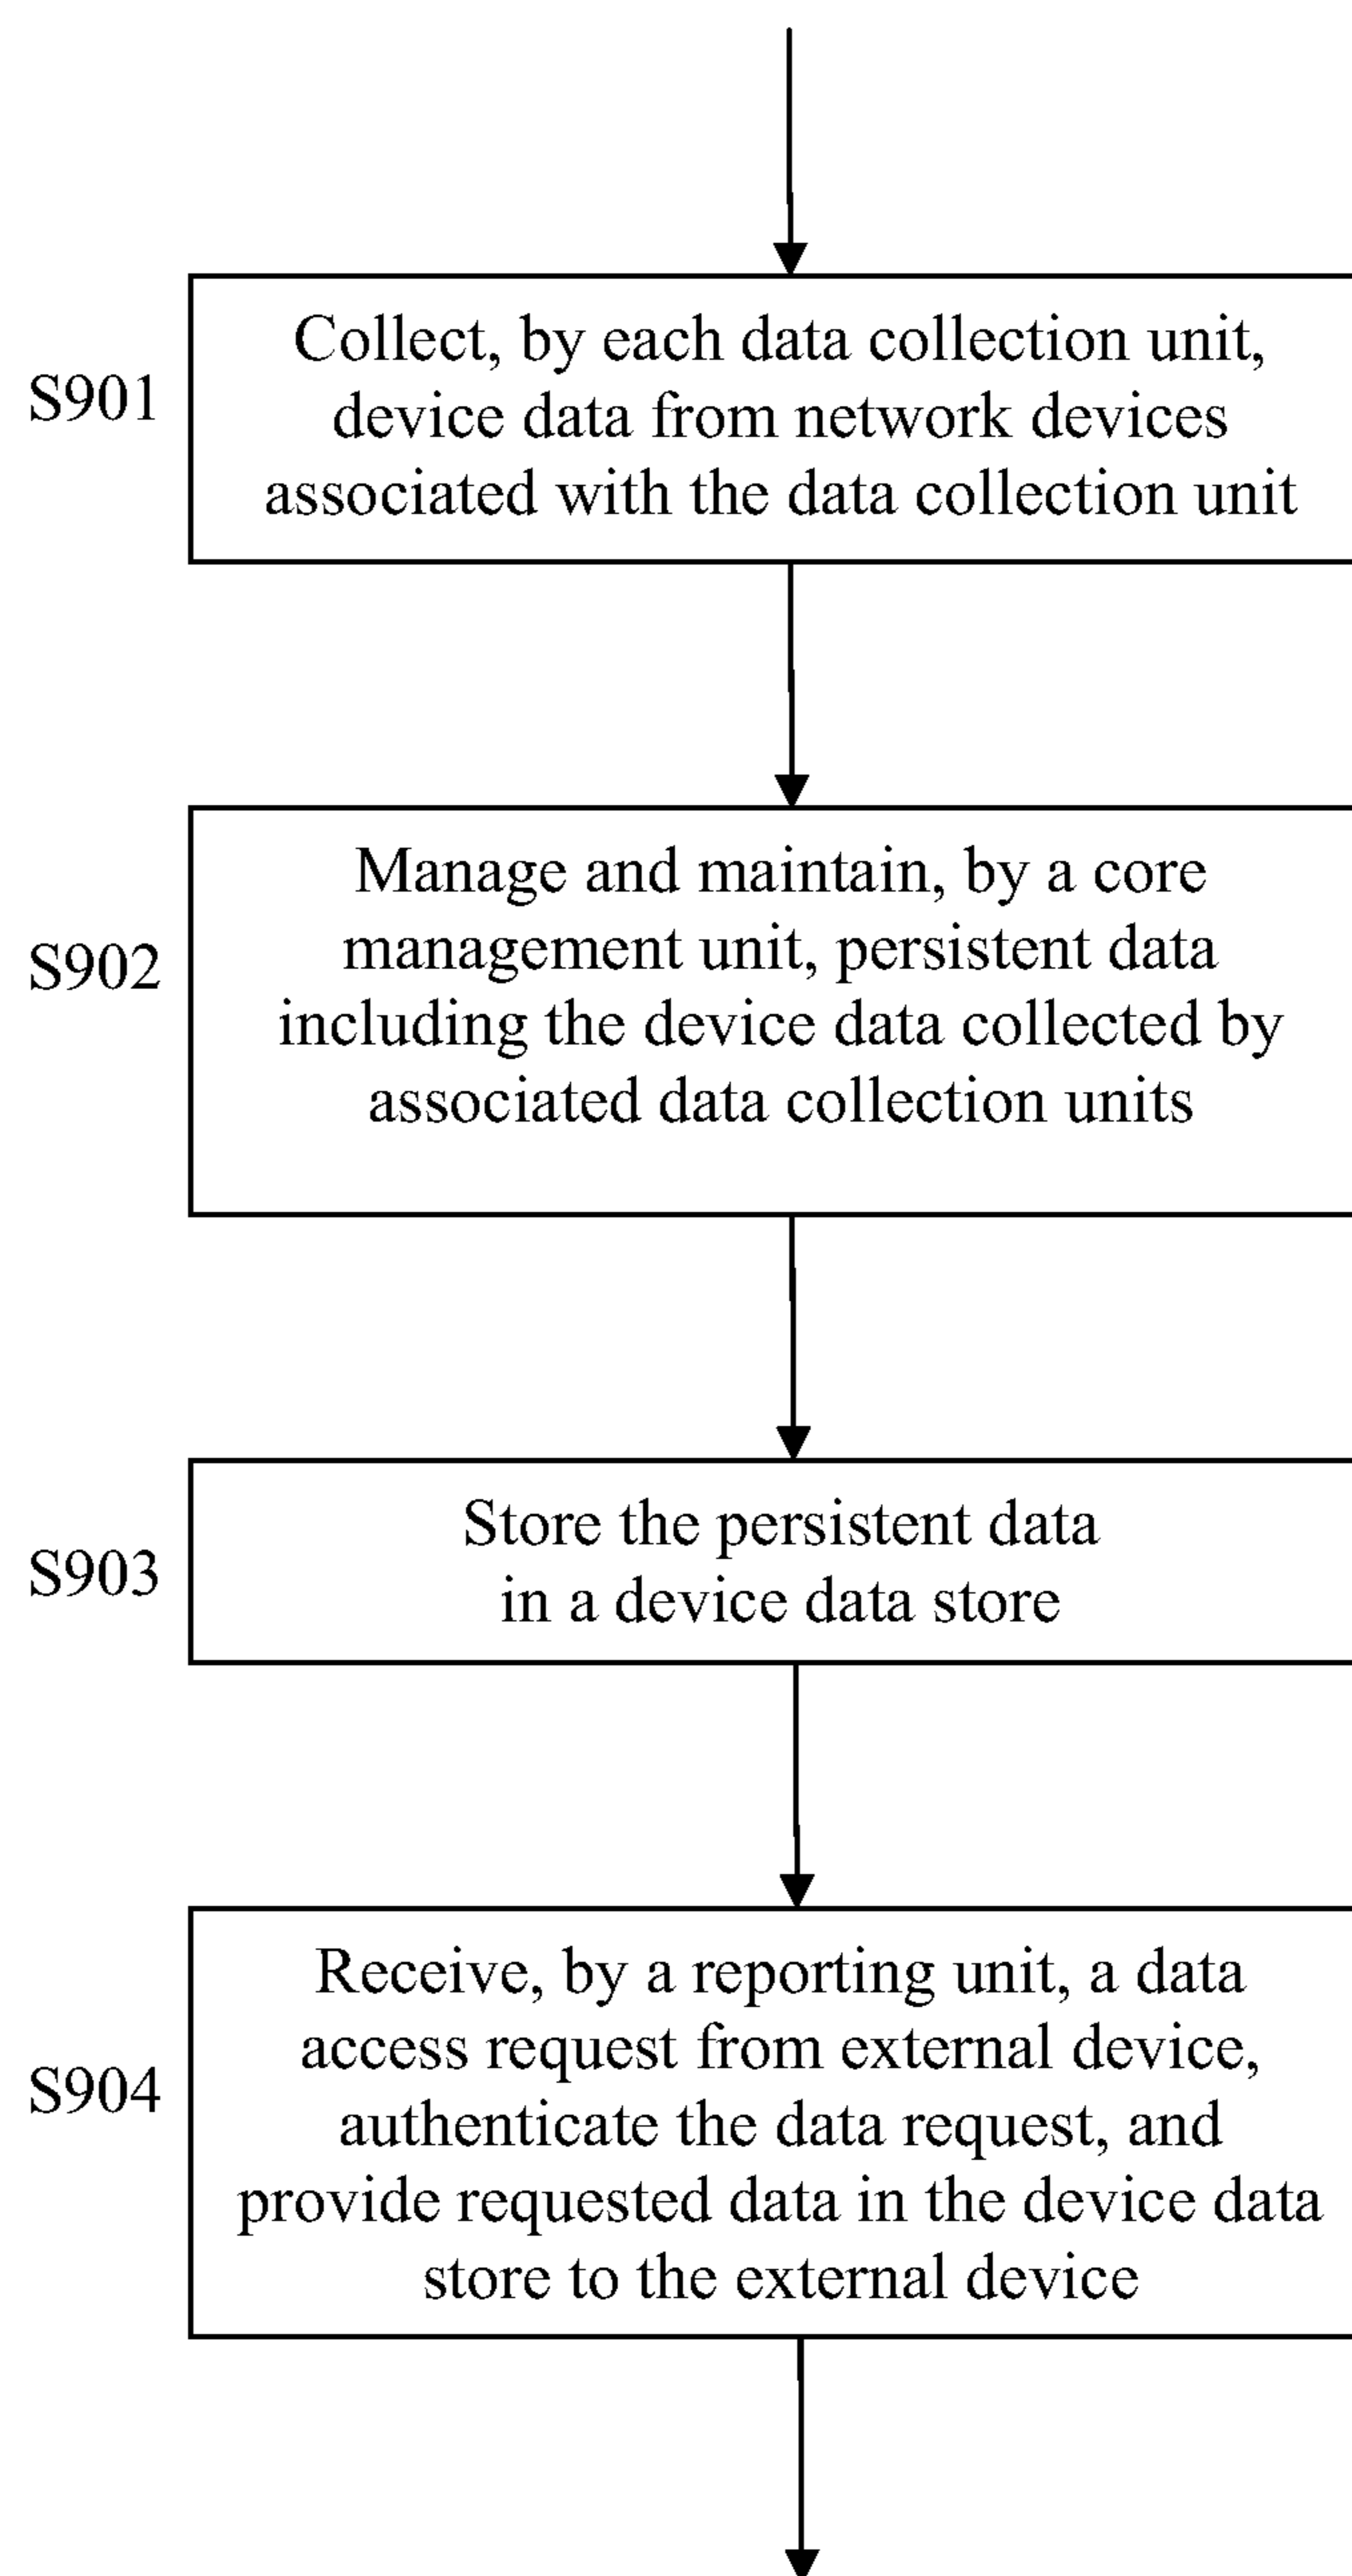 S901
Collect, by each data collection unit,
device data from network devices
associated with the data collection unit
S902
Manage and maintain, by a core
management unit, persistent data
including the device data collected by
associated data collection units
S903
Store the persistent data
in a device data store
S904
Receive, by a reporting unit, a data
access request from external device,
authenticate the data request, and
provide requested data in the device data
store to the external device